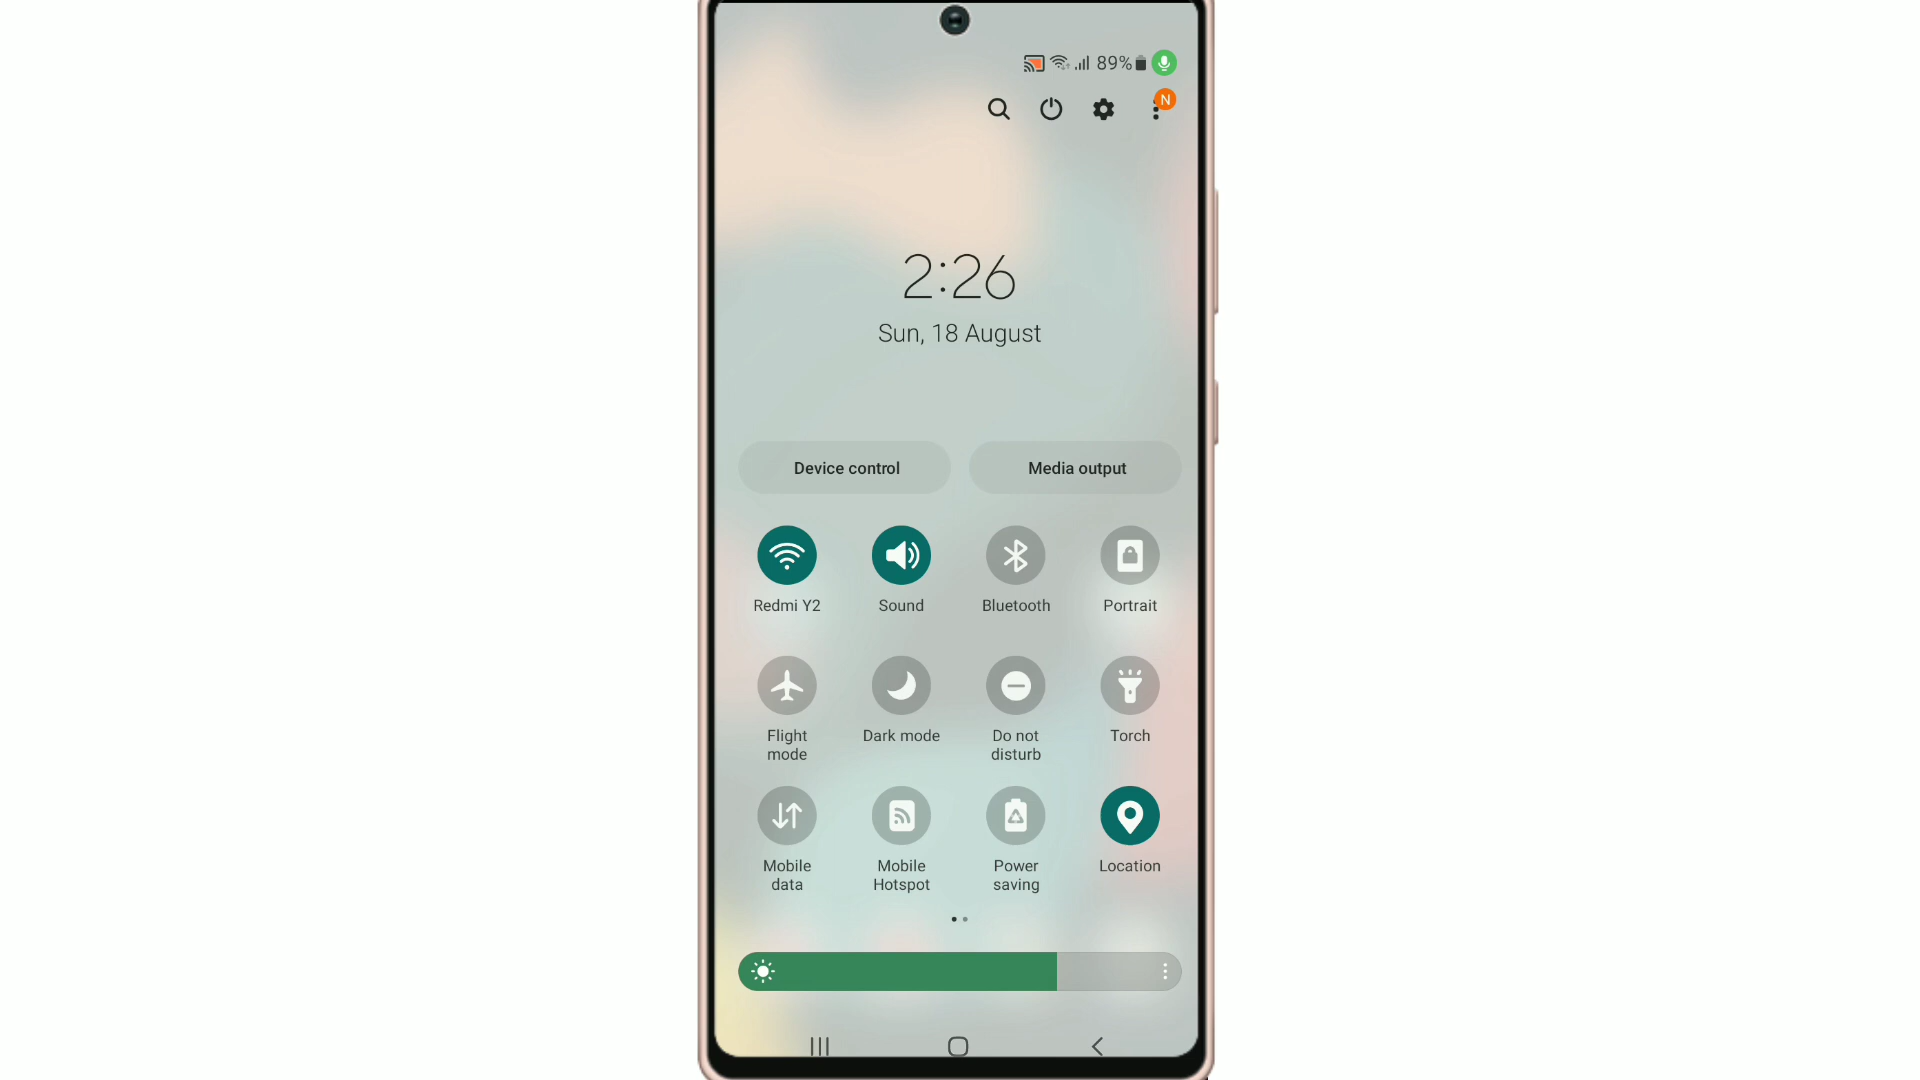 89%
N
2:26
Sun, 18 August
Device control
Media output
Redmi Y2
Sound
Bluetooth
Portrait
Flight
mode
Dark mode
Do not
disturb
Torch
Mobile
data
Mobile
Hotspot
Power
saving
Location